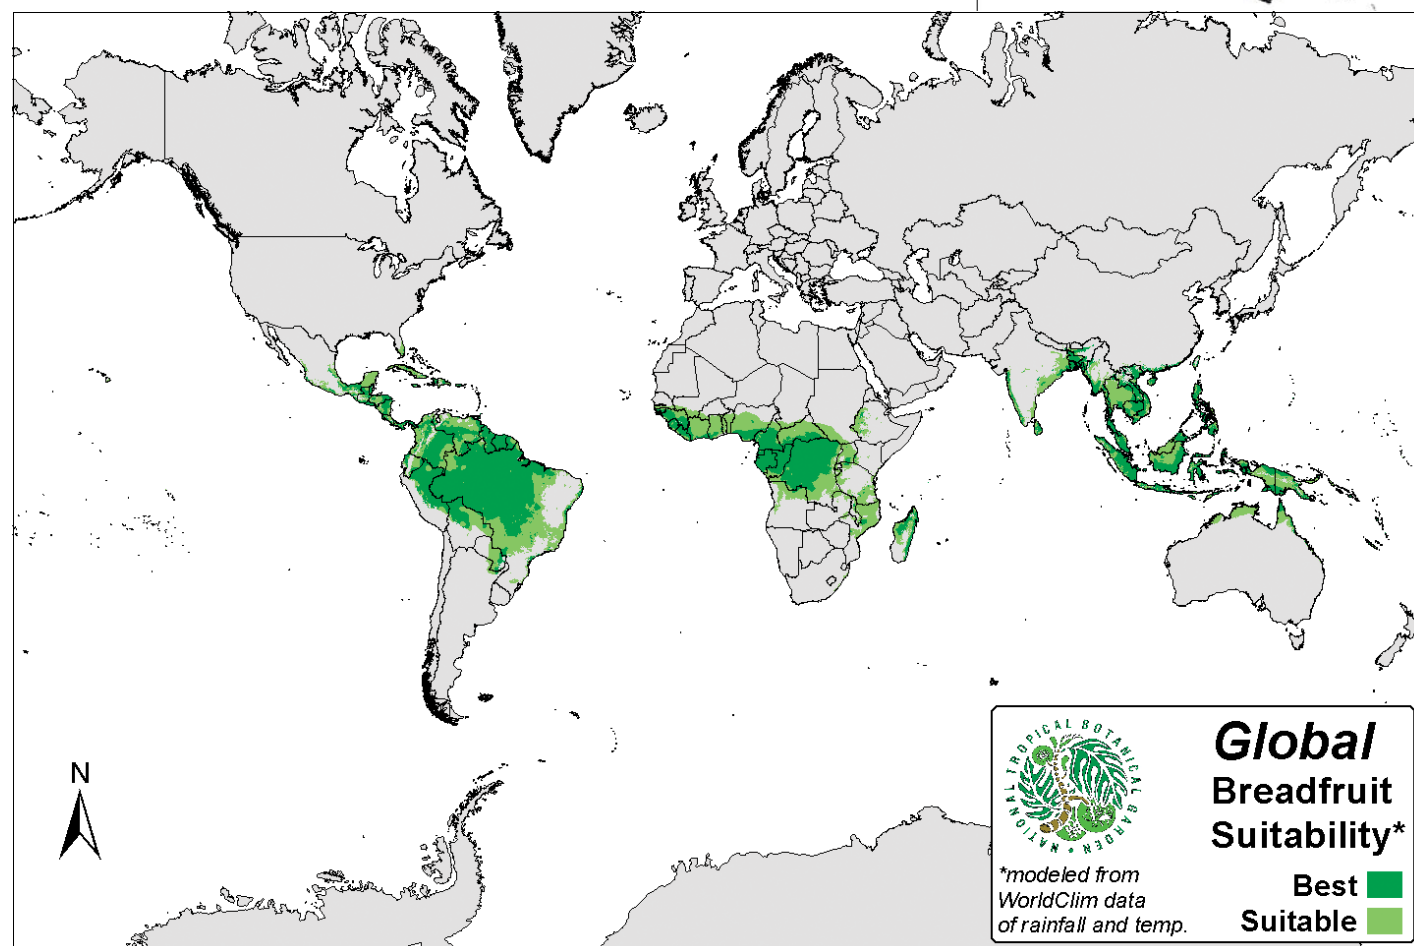 N
NATIONAL TROPICAL BOTANICAL GARDEN
Global
Breadfruit
Suitability*
*modeled from
WorldClim data
of rainfall and temp.
Best
Suitable